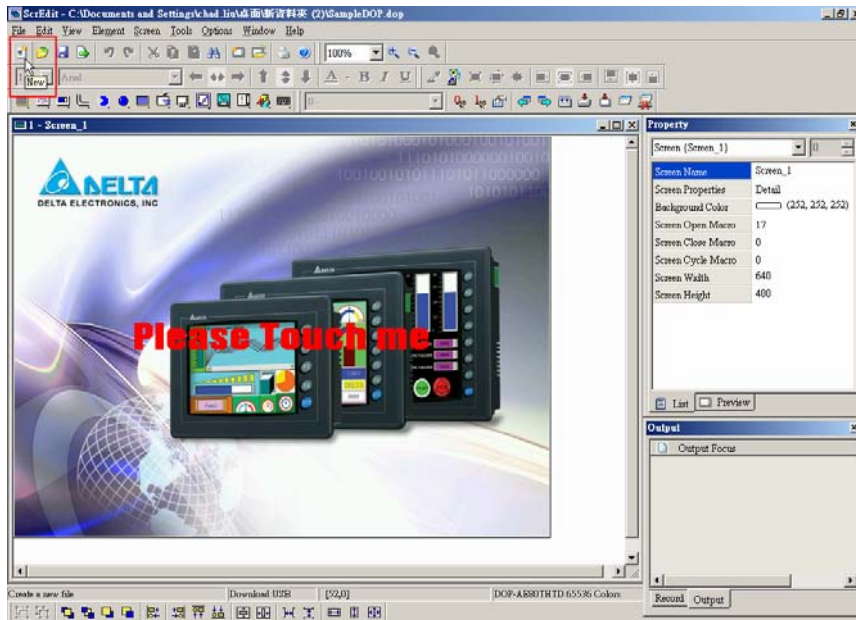 ScrEdit - C:\Documents and Settings\chad.liu\桌面\新資料夾 (2)\SampleDOP.dop
File Edit View Element Screen Tools Options Window Help
100%
New
Arial
A B I U
1 - Screen_1
DELTA
DELTA ELECTRONICS, INC
Please Touch me
Property
Screen {Screen_1}
0
Screen Name Screen_1
Screen Properties Detail
Background Color (252, 252, 252)
Screen Open Macro 17
Screen Close Macro 0
Screen Cycle Macro 0
Screen Width 640
Screen Height 480
List Preview
Output
Output Focus
Record Output
Create a new file Download USB [52,0] DOP-AE80THTD 65536 Colors